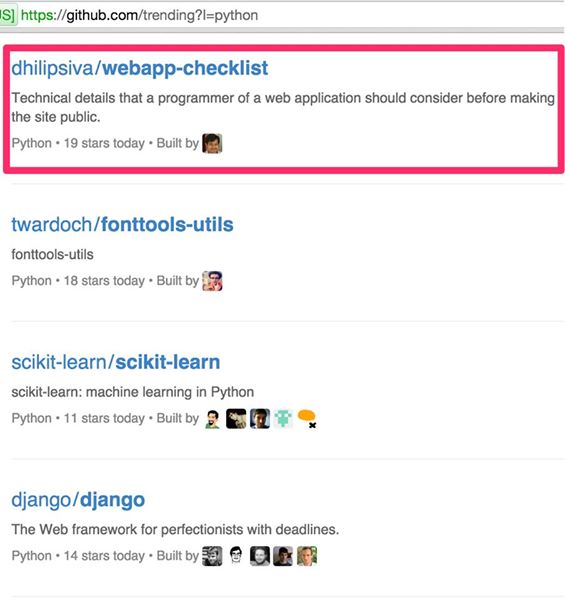 JS] https://github.com/trending?l=python
dhilipsiva/webapp-checklist
Technical details that a programmer of a web application should consider before making
the site public.
Python • 19 stars today • Built by
twardoch/fonttools-utils
fonttools-utils
Python • 18 stars today • Built by
scikit-learn/scikit-learn
scikit-learn: machine learning in Python
Python • 11 stars today • Built by
django/django
The Web framework for perfectionists with deadlines.
Python • 14 stars today • Built by